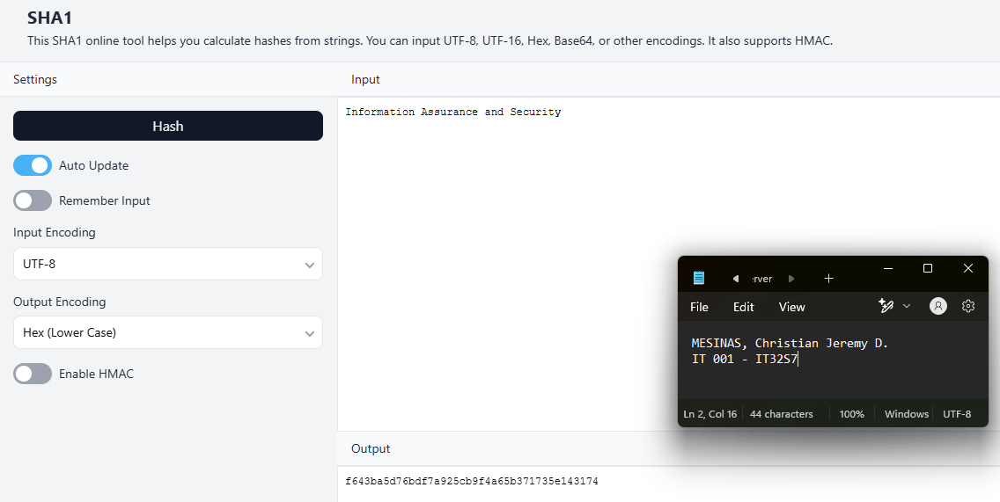 SHA1
This SHA1 online tool helps you calculate hashes from strings. You can input UTF-8, UTF-16, Hex, Base64, or other encodings. It also supports HMAC.
Settings
Hash
Auto Update
Remember Input
Input Encoding
UTF-8
Output Encoding
Hex (Lower Case)
Enable HMAC
Input
Information Assurance and Security
erver
File Edit View
MESINAS, Christian Jeremy D.
IT 001 - IT32S7
Ln 2, Col 16 44 characters 100% Windows UTF-8
Output
f643ba5d76bdf7a925cb9f4a65b371735e143174